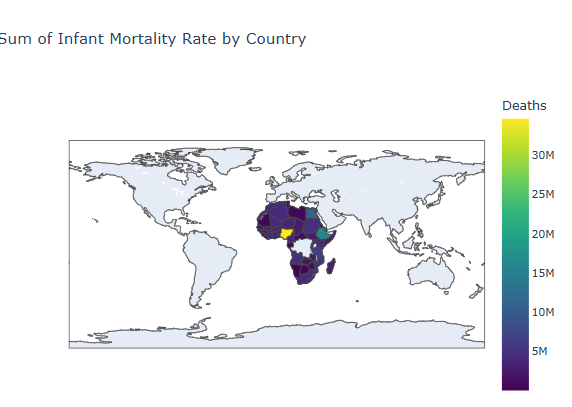 Sum of Infant Mortality Rate by Country
Deaths
30M
25M
20M
15M
10M
5M